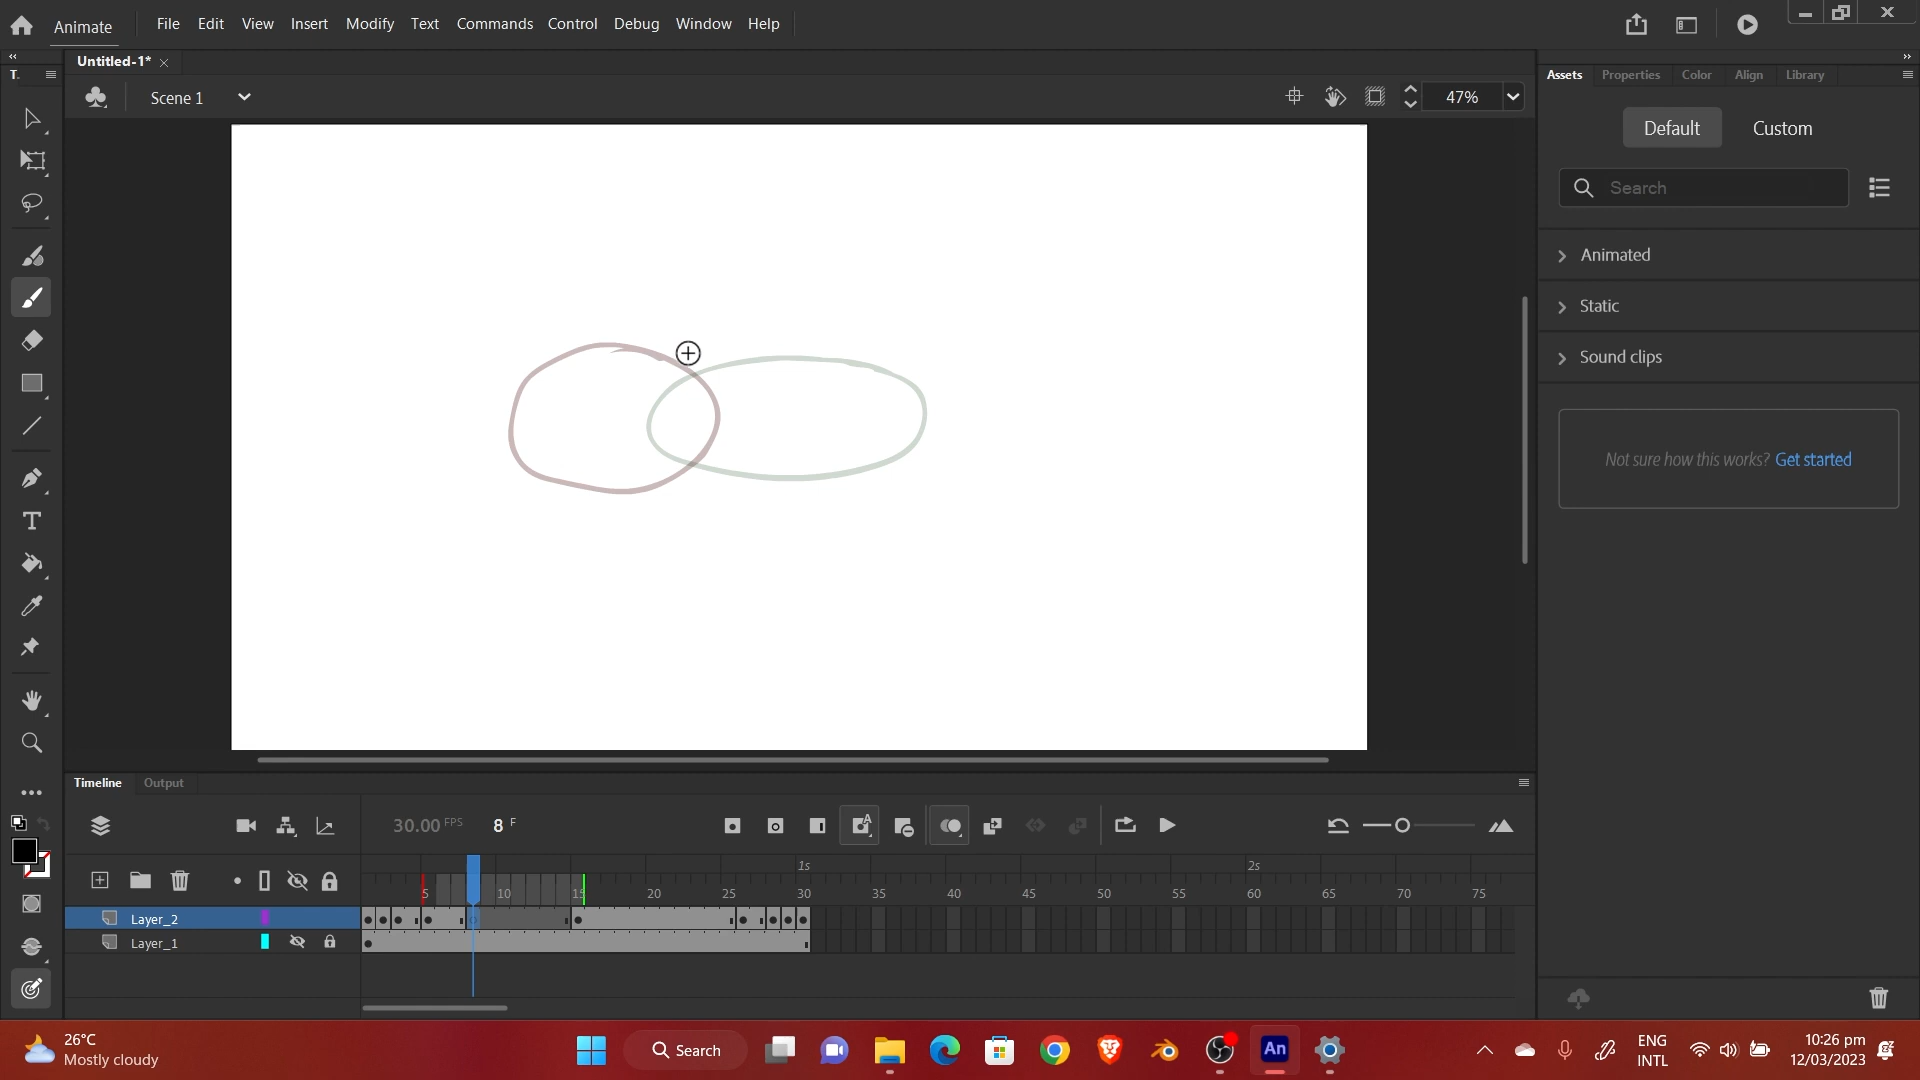 Animate File Edit View Insert Modify Text Commands Control Debug Window Help
Untitled-1*
T.
Scene 1
47%
Assets Properties Color Align Library
Default Custom
Search
Animated
Static
Sound clips
Not sure how this works? Get started
T
Timeline Output
30.00 FPS 8 F
1s 2s
5 10 15 20 25 30 35 40 45 50 55 60 65 70 75
Layer_2
Layer_1
26°C
Mostly cloudy
Search
An
ENG
INTL
10:26 pm
12/03/2023